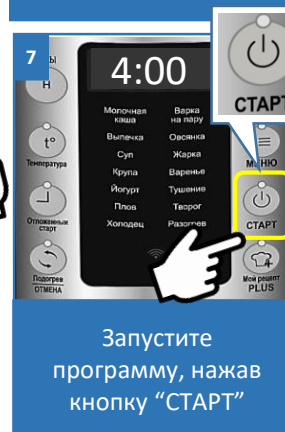 7
ы
Н
4:00
СТАРТ
Молочная каша
Варка на пару
Выпечка
Овсянка
Суп
Жарка
Крупа
Варенье
Йогурт
Тушение
Плов
Творог
Холодец
Разогрев
t°
Температура
Отложенный старт
Подогрев
ОТМЕНА
МЕНЮ
СТАРТ
Мой рецепт
PLUS
Запустите
программу, нажав
кнопку “СТАРТ”